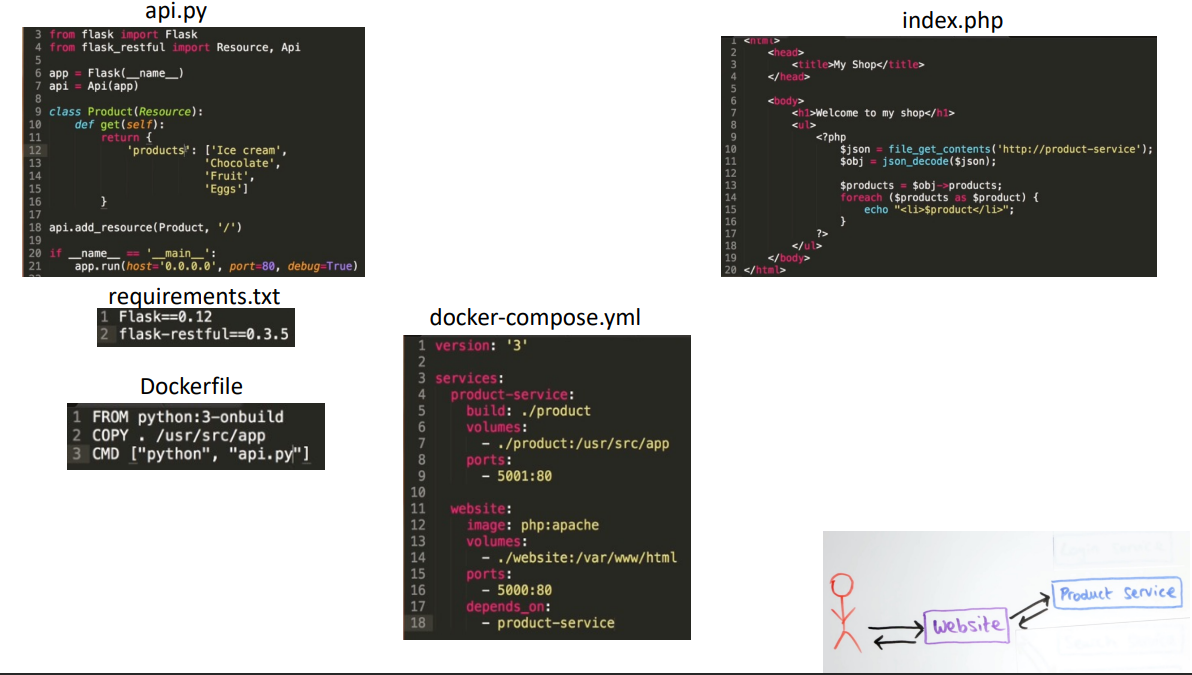 api.py
3 from flask import Flask
4 from flask_restful import Resource, Api
5
6 app = Flask(__name__)
7 api = Api(app)
8
9 class Product(Resource):
10     def get(self):
11         return {
12             'products': ['Ice cream',
13                          'Chocolate',
14                          'Fruit',
15                          'Eggs']
16         }
17
18 api.add_resource(Product, '/')
19
20 if __name__ == '__main__':
21     app.run(host='0.0.0.0', port=80, debug=True)
requirements.txt
1 Flask==0.12
2 flask-restful==0.3.5
Dockerfile
1 FROM python:3-onbuild
2 COPY . /usr/src/app
3 CMD ["python", "api.py"]
docker-compose.yml
1 version: '3'
2
3 services:
4   product-service:
5     build: ./product
6     volumes:
7       - ./product:/usr/src/app
8     ports:
9       - 5001:80
10
11   website:
12     image: php:apache
13     volumes:
14       - ./website:/var/www/html
15     ports:
16       - 5000:80
17     depends_on:
18       - product-service
index.php
1 <html>
2     <head>
3         <title>My Shop</title>
4     </head>
5
6     <body>
7         <h1>Welcome to my shop</h1>
8         <ul>
9             <?php
10                 $json = file_get_contents('http://product-service');
11                 $obj = json_decode($json);
12
13                 $products = $obj->products;
14                 foreach ($products as $product) {
15                     echo "<li>$product</li>";
16                 }
17             ?>
18         </ul>
19     </body>
20 </html>
Login Service
Product Service
Website